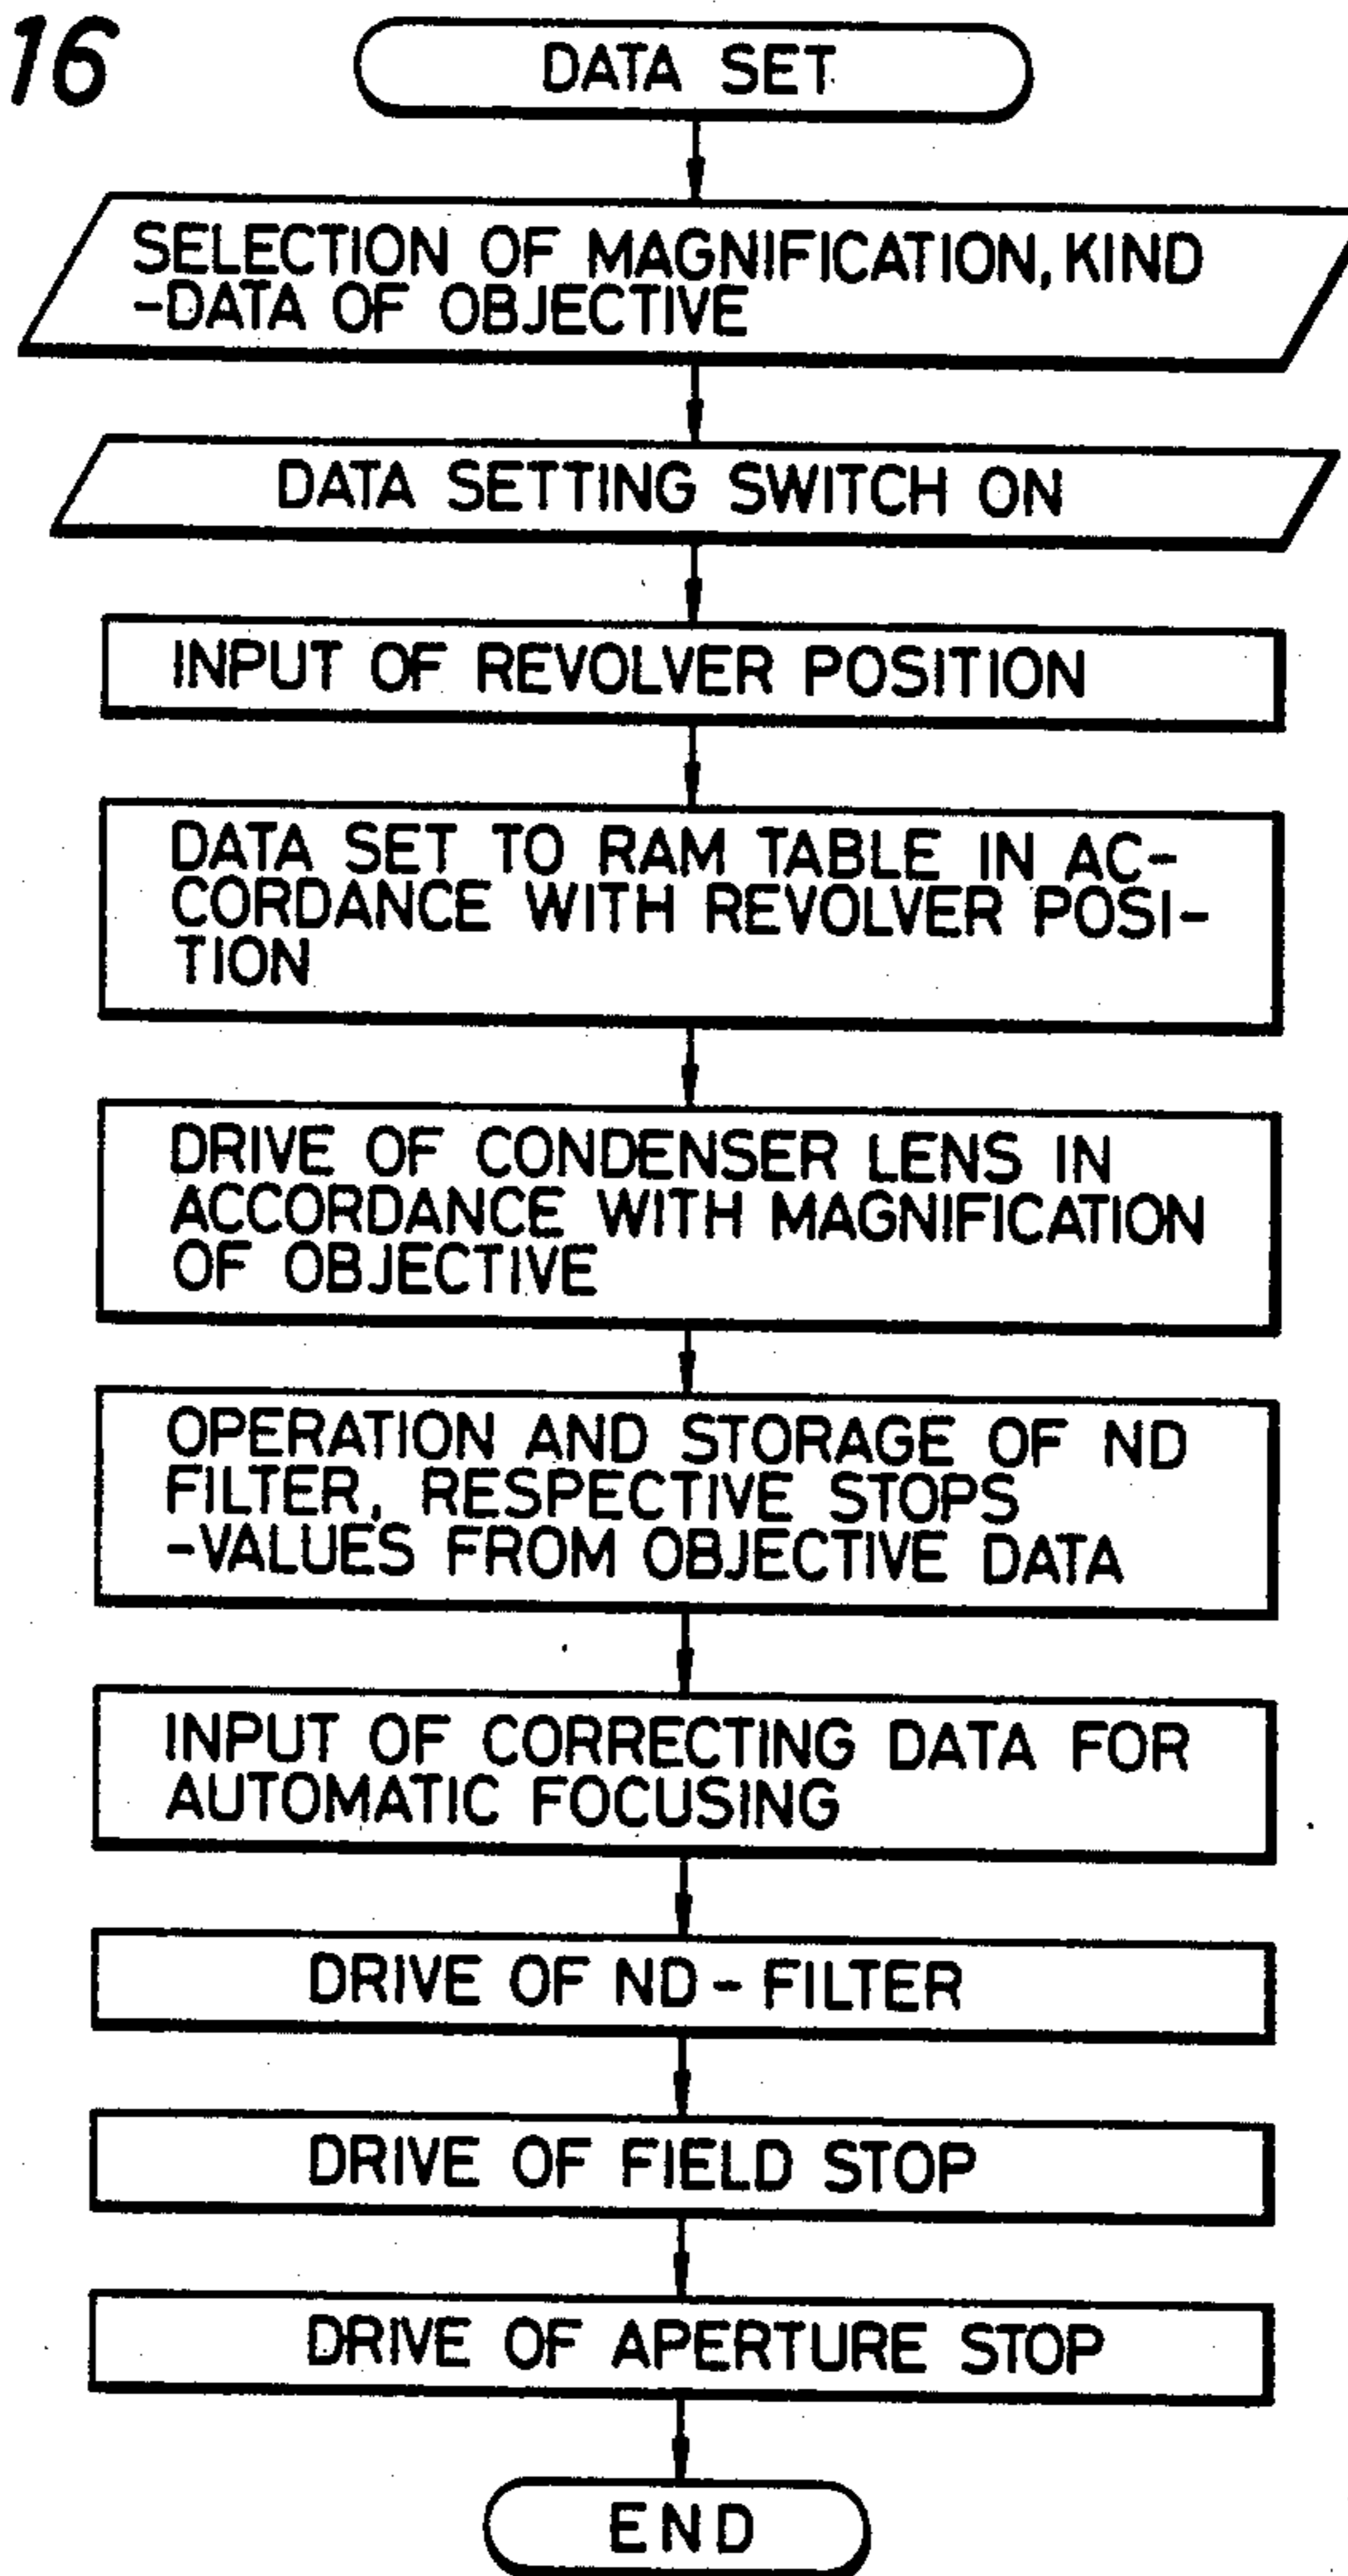 16
DATA SET
SELECTION OF MAGNIFICATION, KIND
-DATA OF OBJECTIVE
DATA SETTING SWITCH ON
INPUT OF REVOLVER POSITION
DATA SET TO RAM TABLE IN AC-
CORDANCE WITH REVOLVER POSI-
TION
DRIVE OF CONDENSER LENS IN
ACCORDANCE WITH MAGNIFICATION
OF OBJECTIVE
OPERATION AND STORAGE OF ND
FILTER, RESPECTIVE STOPS
-VALUES FROM OBJECTIVE DATA
INPUT OF CORRECTING DATA FOR
AUTOMATIC FOCUSING
DRIVE OF ND-FILTER
DRIVE OF FIELD STOP
DRIVE OF APERTURE STOP
END